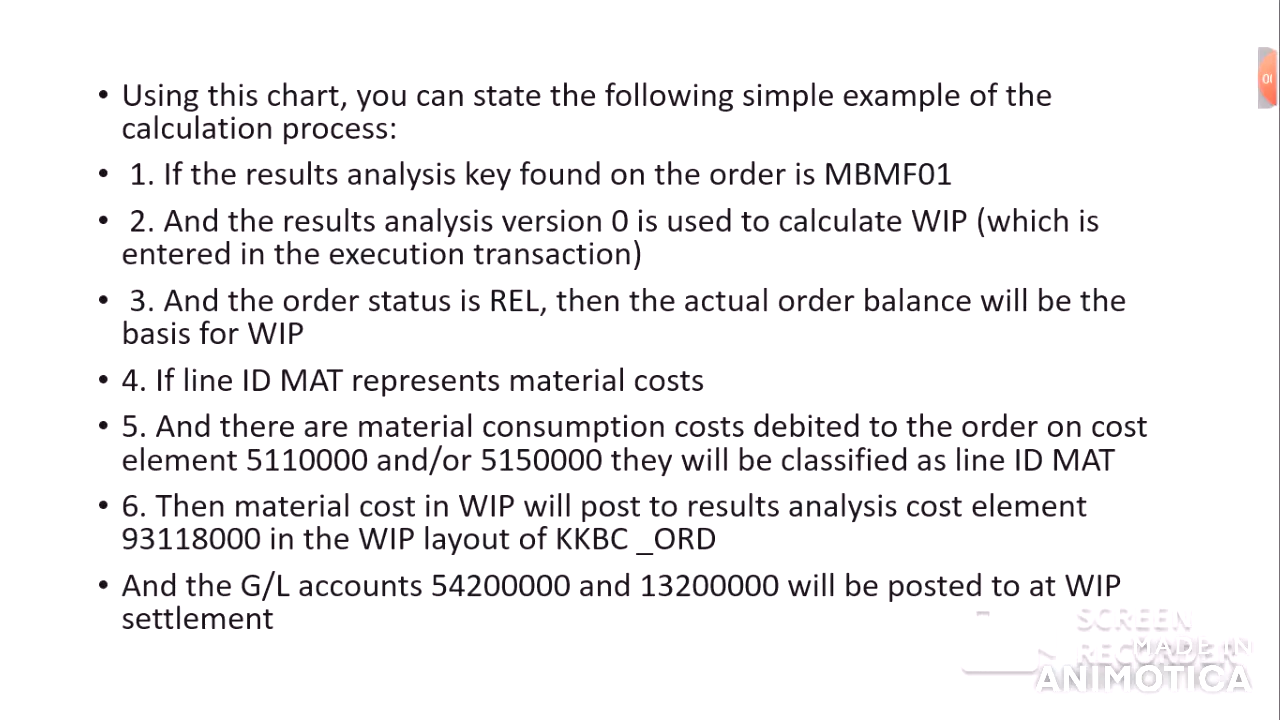 • Using this chart, you can state the following simple example of the
calculation process:
• 1. If the results analysis key found on the order is MBMF01
• 2. And the results analysis version 0 is used to calculate WIP (which is
entered in the execution transaction)
• 3. And the order status is REL, then the actual order balance will be the
basis for WIP
• 4. If line ID MAT represents material costs
• 5. And there are material consumption costs debited to the order on cost
element 5110000 and/or 5150000 they will be classified as line ID MAT
• 6. Then material cost in WIP will post to results analysis cost element
93118000 in the WIP layout of KKBC _ORD
• And the G/L accounts 54200000 and 13200000 will be posted to at WIP
settlement
SCREEN
RECORDER
MADE IN
ANIMOTICA